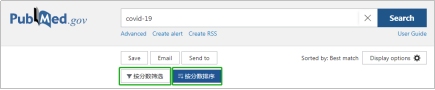 PubMed.gov
covid-19 × Search
Advanced Create alert Create RSS User Guide
Save Email Send to Sorted by: Best match Display options
按分数筛选 按分数排序